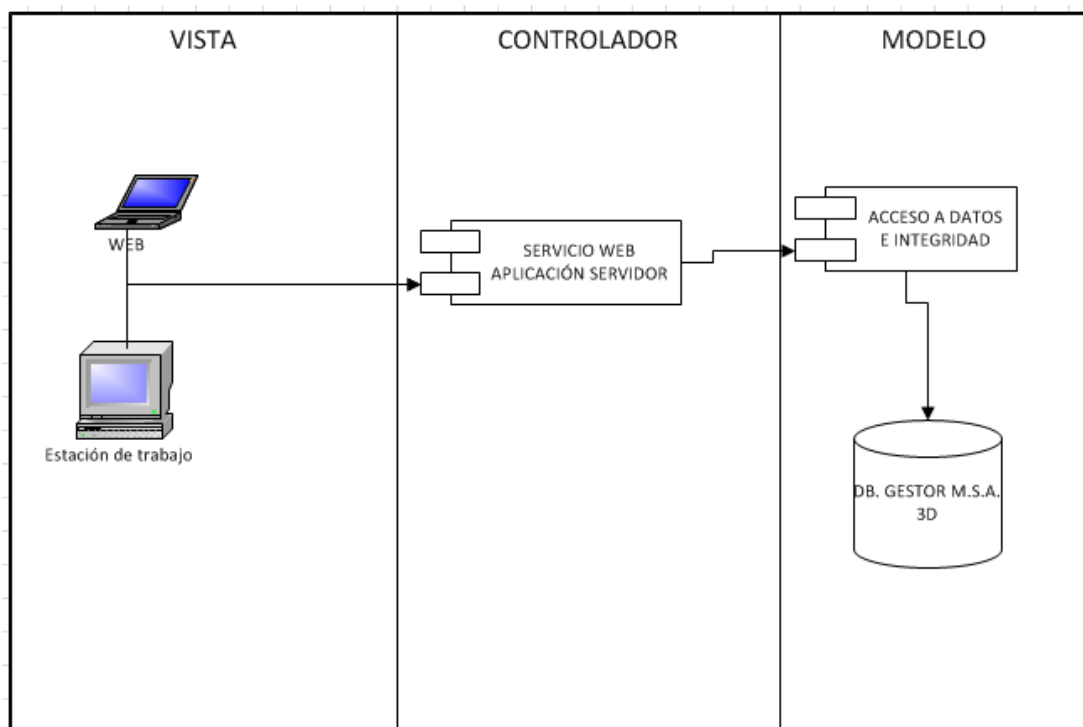 VISTA
CONTROLADOR
MODELO
WEB
Estación de trabajo
SERVICIO WEB
APLICACIÓN SERVIDOR
ACCESO A DATOS
E INTEGRIDAD
DB. GESTOR M.S.A.
3D